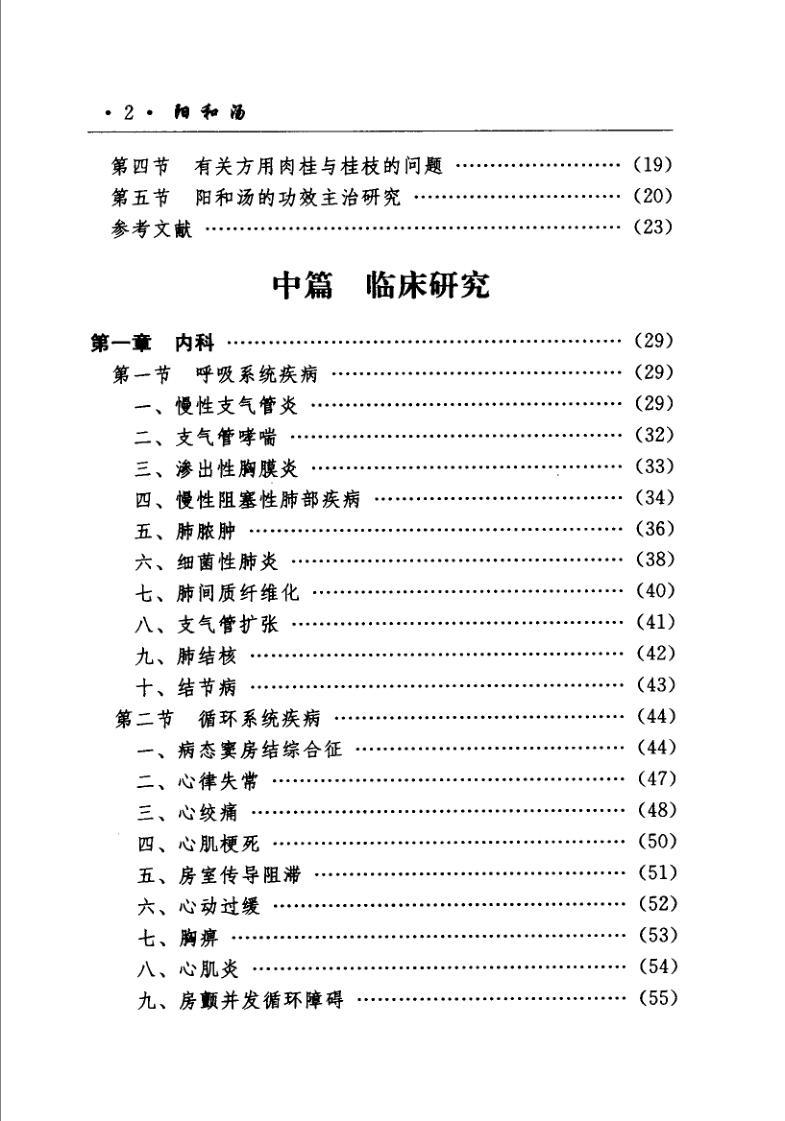 · 2 · 阳和汤
第四节 有关方用肉桂与桂枝的问题 …………………… (19)
第五节 阳和汤的功效主治研究 ………………………… (20)
参考文献 …………………………………………………… (23)
中篇 临床研究
第一章 内科 ………………………………………………… (29)
第一节 呼吸系统疾病 …………………………………… (29)
一、慢性支气管炎 ……………………………………… (29)
二、支气管哮喘 ………………………………………… (32)
三、渗出性胸膜炎 ……………………………………… (33)
四、慢性阻塞性肺部疾病 ……………………………… (34)
五、肺脓肿 ……………………………………………… (36)
六、细菌性肺炎 ………………………………………… (38)
七、肺间质纤维化 ……………………………………… (40)
八、支气管扩张 ………………………………………… (41)
九、肺结核 ……………………………………………… (42)
十、结节病 ……………………………………………… (43)
第二节 循环系统疾病 …………………………………… (44)
一、病态窦房结综合征 ………………………………… (44)
二、心律失常 …………………………………………… (47)
三、心绞痛 ……………………………………………… (48)
四、心肌梗死 …………………………………………… (50)
五、房室传导阻滞 ……………………………………… (51)
六、心动过缓 …………………………………………… (52)
七、胸痹 ………………………………………………… (53)
八、心肌炎 ……………………………………………… (54)
九、房颤并发循环障碍 ………………………………… (55)